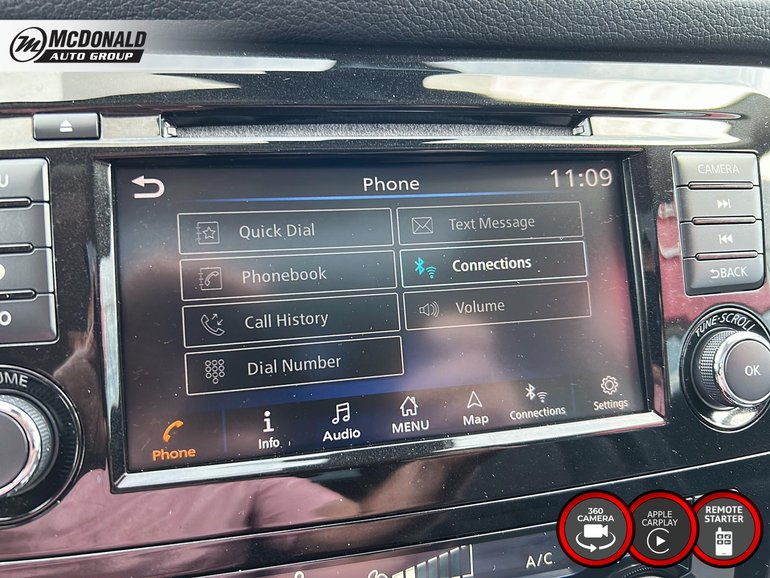 McDONALD
AUTO GROUP
CAMERA
Phone
11:09
Quick Dial
Text Message
Phonebook
Connections
Call History
Volume
Dial Number
BACK
TUNE-SCROLL
OK
VOLUME
Phone
Info
Audio
MENU
Map
Connections
Settings
A/C
360
CAMERA
APPLE
CARPLAY
REMOTE
STARTER